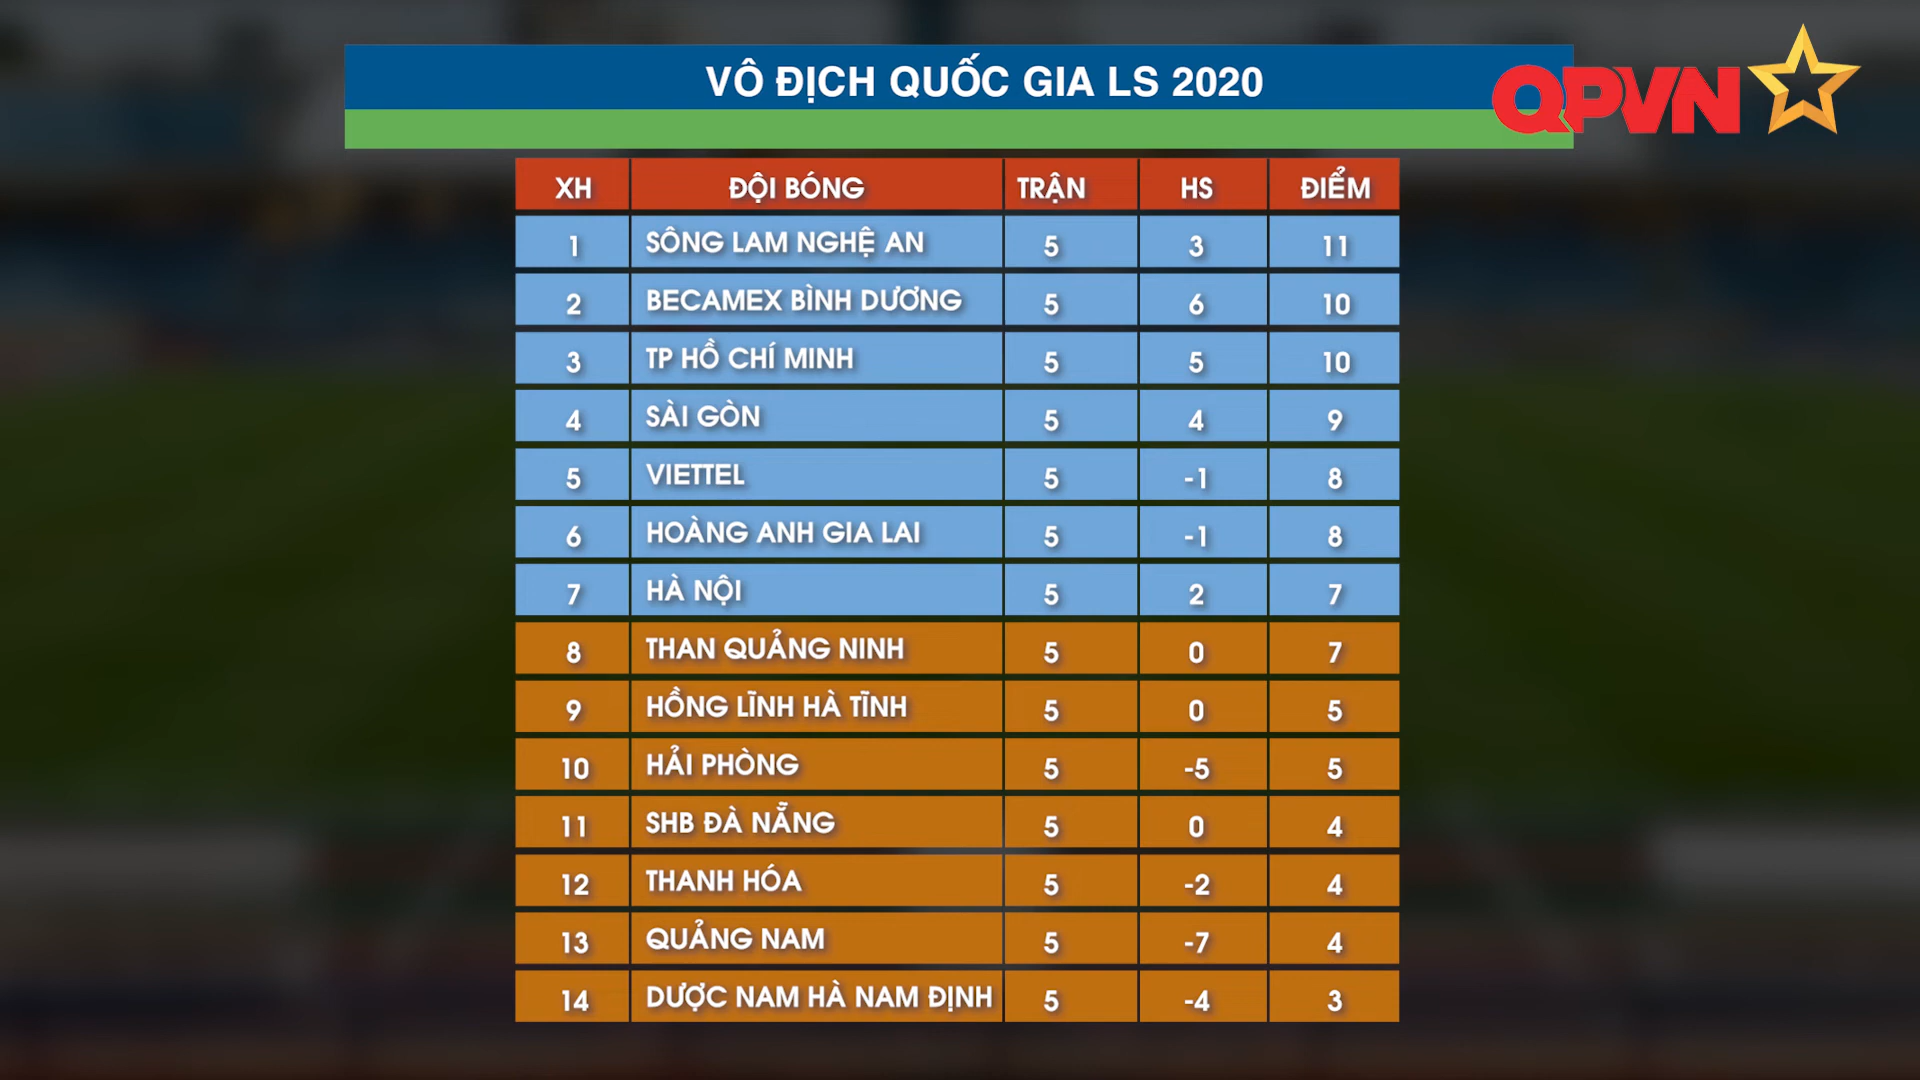 VÔ ĐỊCH QUỐC GIA LS 2020
QPVN
XH ĐỘI BÓNG TRẬN HS ĐIỂM
1 SÔNG LAM NGHỆ AN 5 3 11
2 BECAMEX BÌNH DƯƠNG 5 6 10
3 TP HỒ CHÍ MINH 5 5 10
4 SÀI GÒN 5 4 9
5 VIETTEL 5 -1 8
6 HOÀNG ANH GIA LAI 5 -1 8
7 HÀ NỘI 5 2 7
8 THAN QUẢNG NINH 5 0 7
9 HỒNG LĨNH HÀ TĨNH 5 0 5
10 HẢI PHÒNG 5 -5 5
11 SHB ĐÀ NẴNG 5 0 4
12 THANH HÓA 5 -2 4
13 QUẢNG NAM 5 -7 4
14 DƯỢC NAM HÀ NAM ĐỊNH 5 -4 3